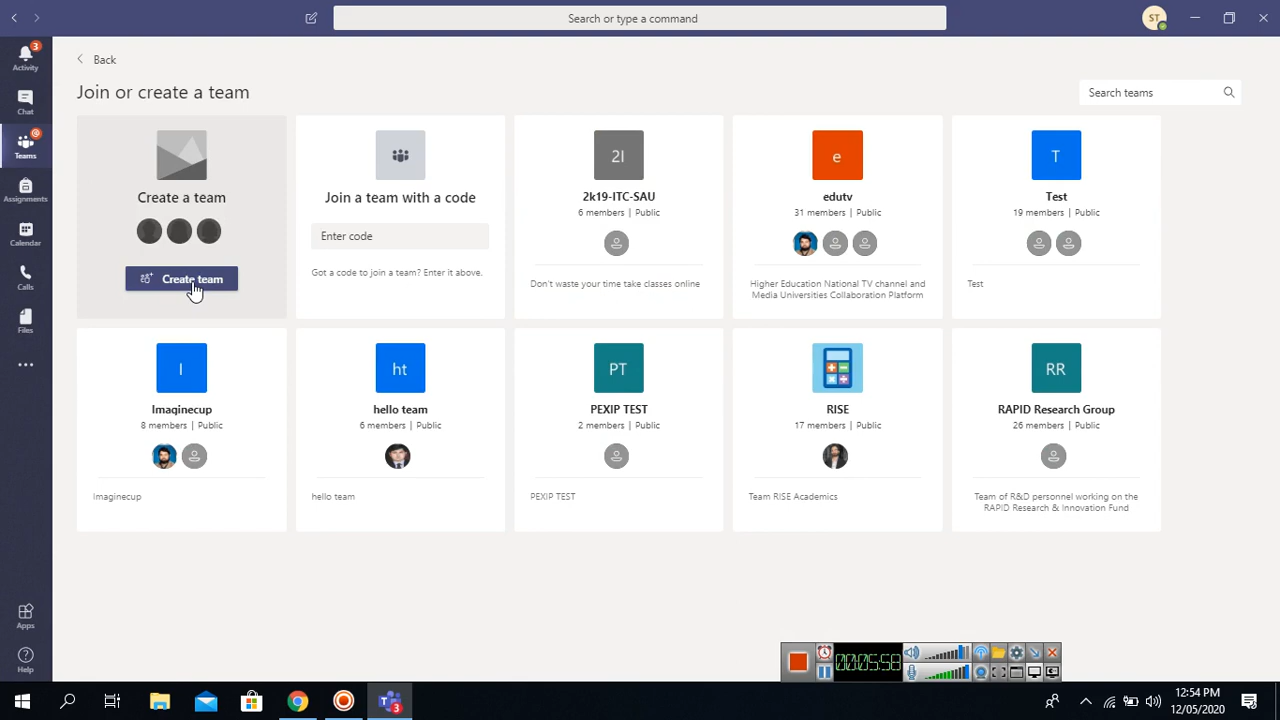 Search or type a command
ST
3
Activity
Chat
Teams
Assignments
Calendar
Calls
Files
Apps
Help
Back
Join or create a team
Search teams
Create a team
Create team
Join a team with a code
Enter code
Got a code to join a team? Enter it above.
2I
2k19-ITC-SAU
6 members | Public
Don't waste your time take classes online
e
edutv
31 members | Public
Higher Education National TV channel and
Media Universities Collaboration Platform
T
Test
19 members | Public
Test
I
Imaginecup
8 members | Public
Imaginecup
ht
hello team
6 members | Public
hello team
PT
PEXIP TEST
2 members | Public
PEXIP TEST
RISE
17 members | Public
Team RISE Academics
RR
RAPID Research Group
26 members | Public
Team of R&D personnel working on the
RAPID Research & Innovation Fund
00:05:58
3
12:54 PM
12/05/2020